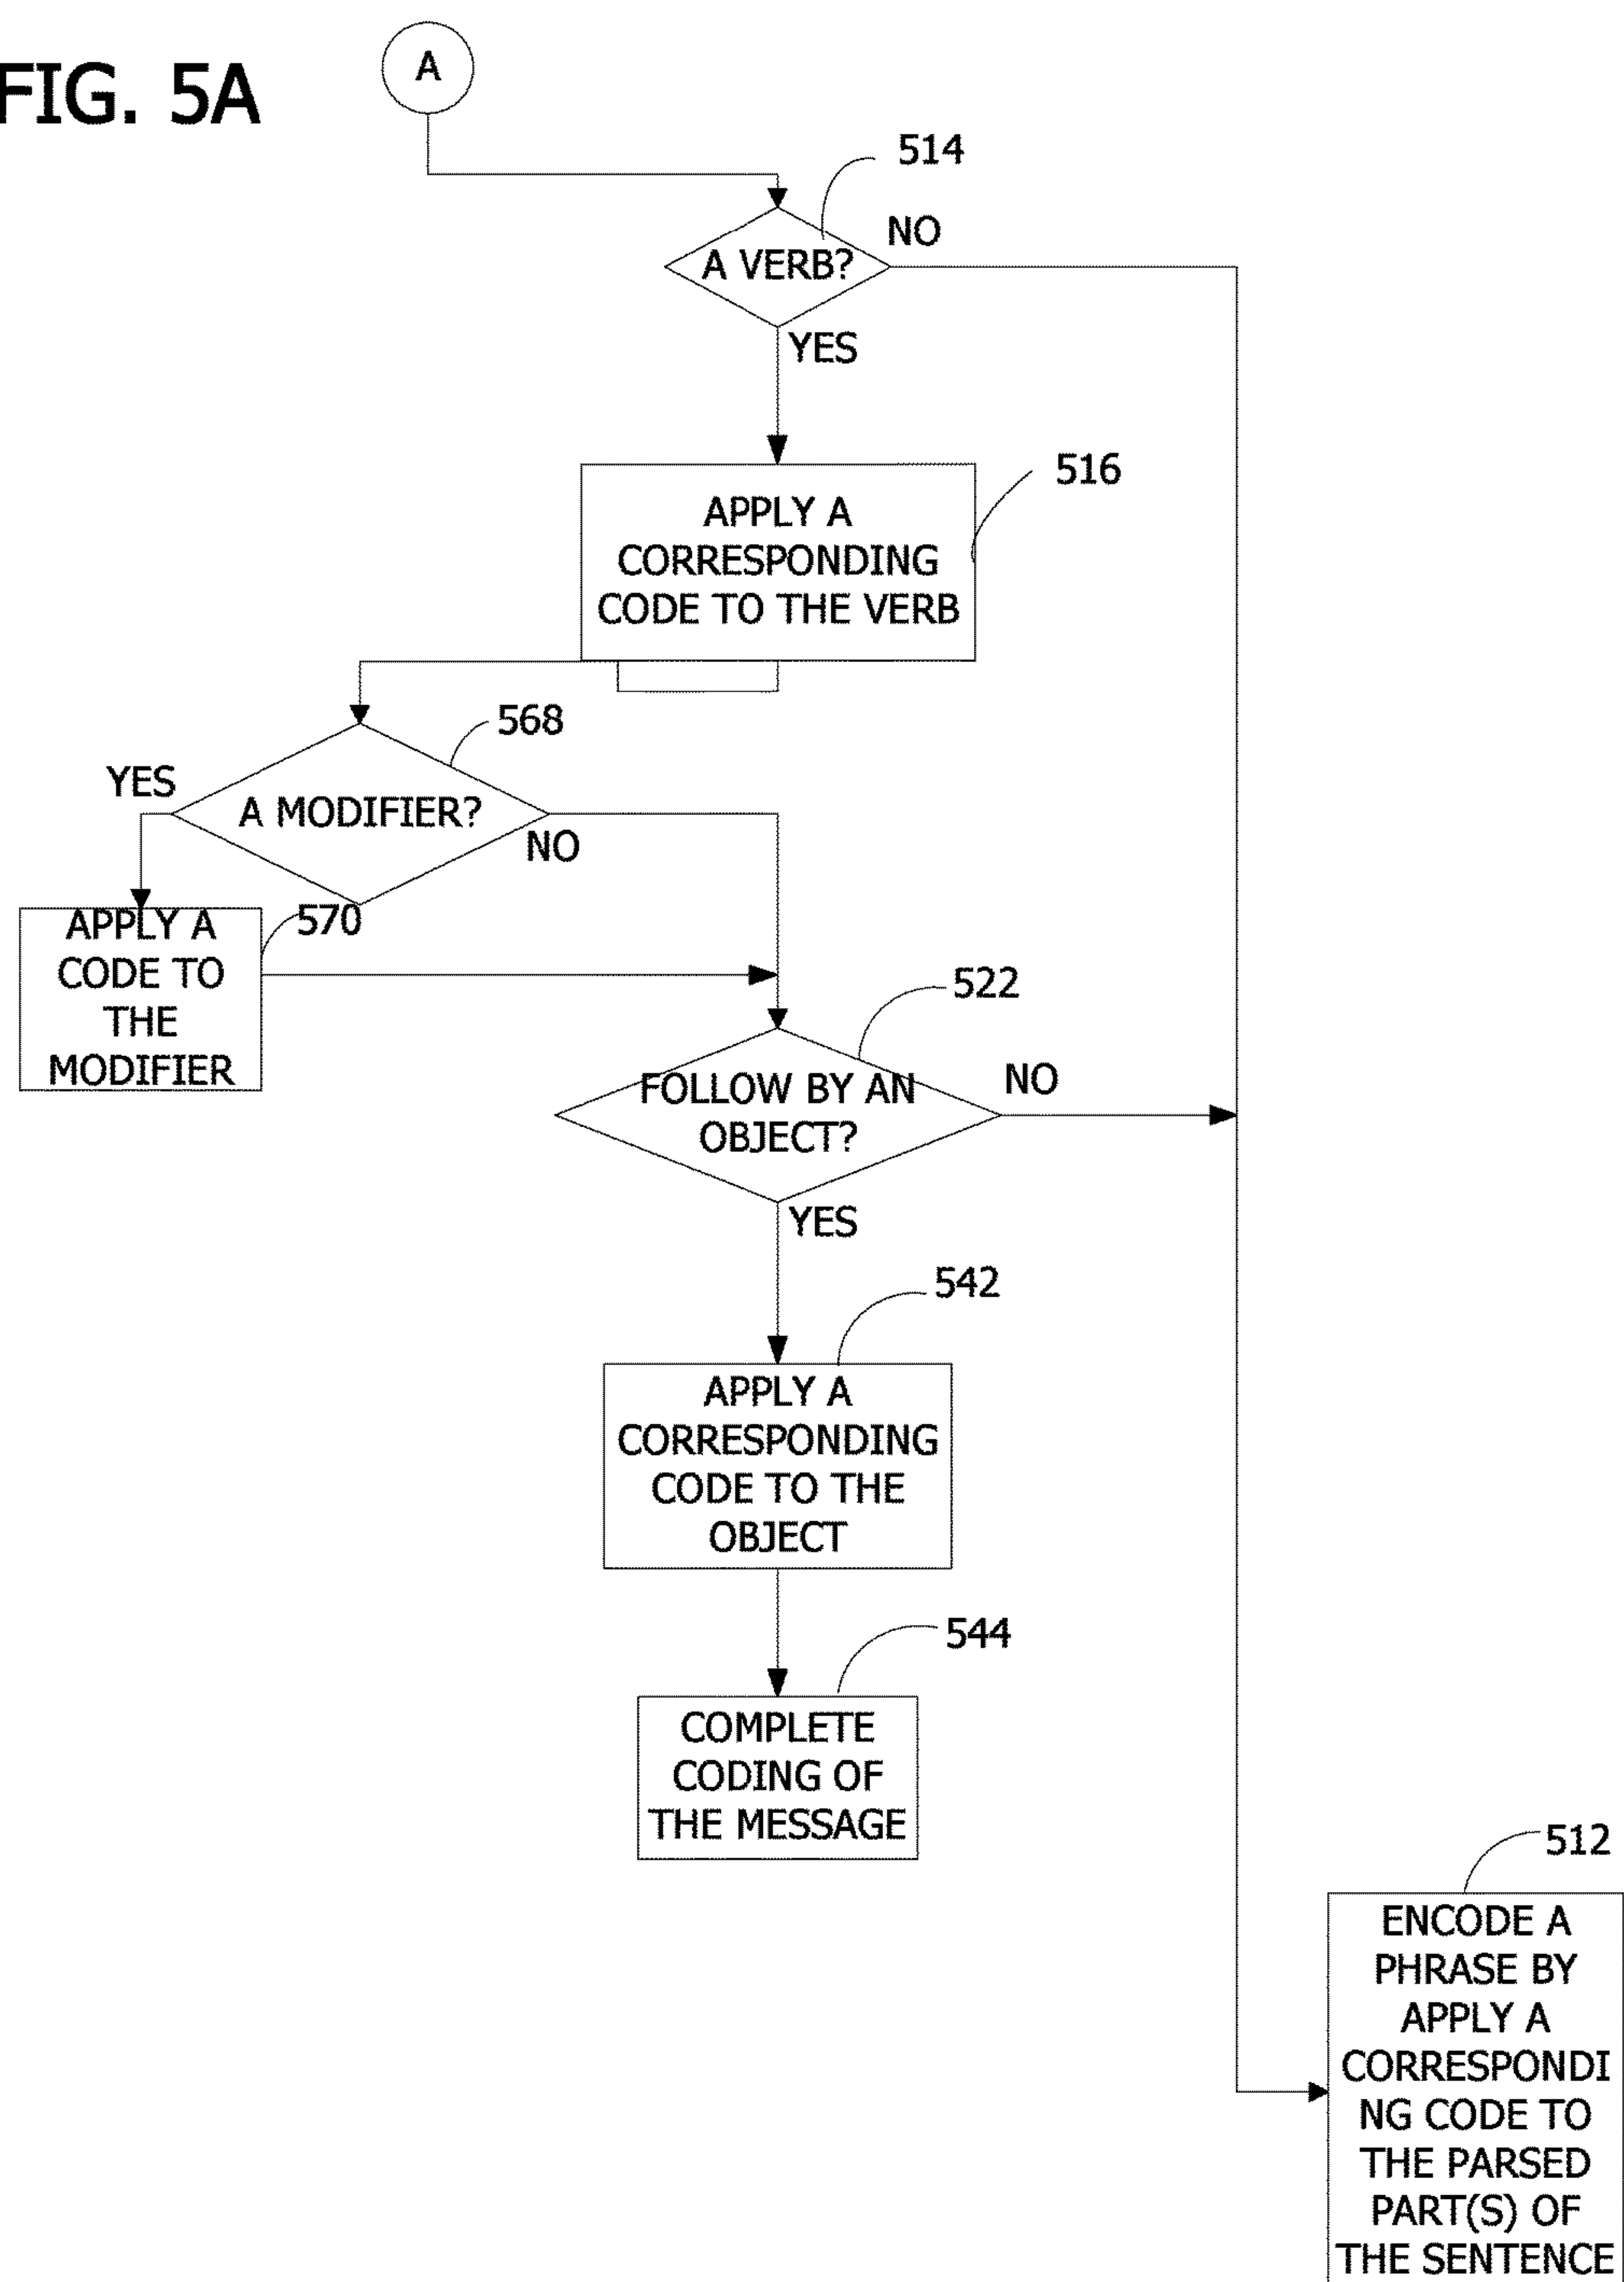 FIG. 5A
A
514
A VERB?
NO
YES
516
APPLY A
CORRESPONDING
CODE TO THE VERB
568
YES
A MODIFIER?
NO
570
APPLY A
CODE TO
THE
MODIFIER
522
FOLLOW BY AN
OBJECT?
NO
YES
542
APPLY A
CORRESPONDING
CODE TO THE
OBJECT
544
COMPLETE
CODING OF
THE MESSAGE
512
ENCODE A
PHRASE BY
APPLY A
CORRESPONDI
NG CODE TO
THE PARSED
PART(S) OF
THE SENTENCE